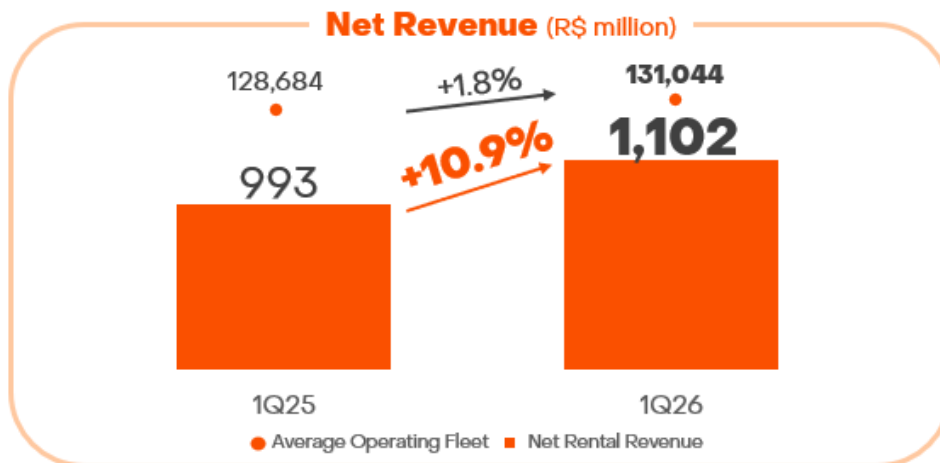 Net Revenue (R$ million)
128,684
+1.8%
131,044
993
+10.9%
1,102
1Q25
1Q26
Average Operating Fleet
Net Rental Revenue